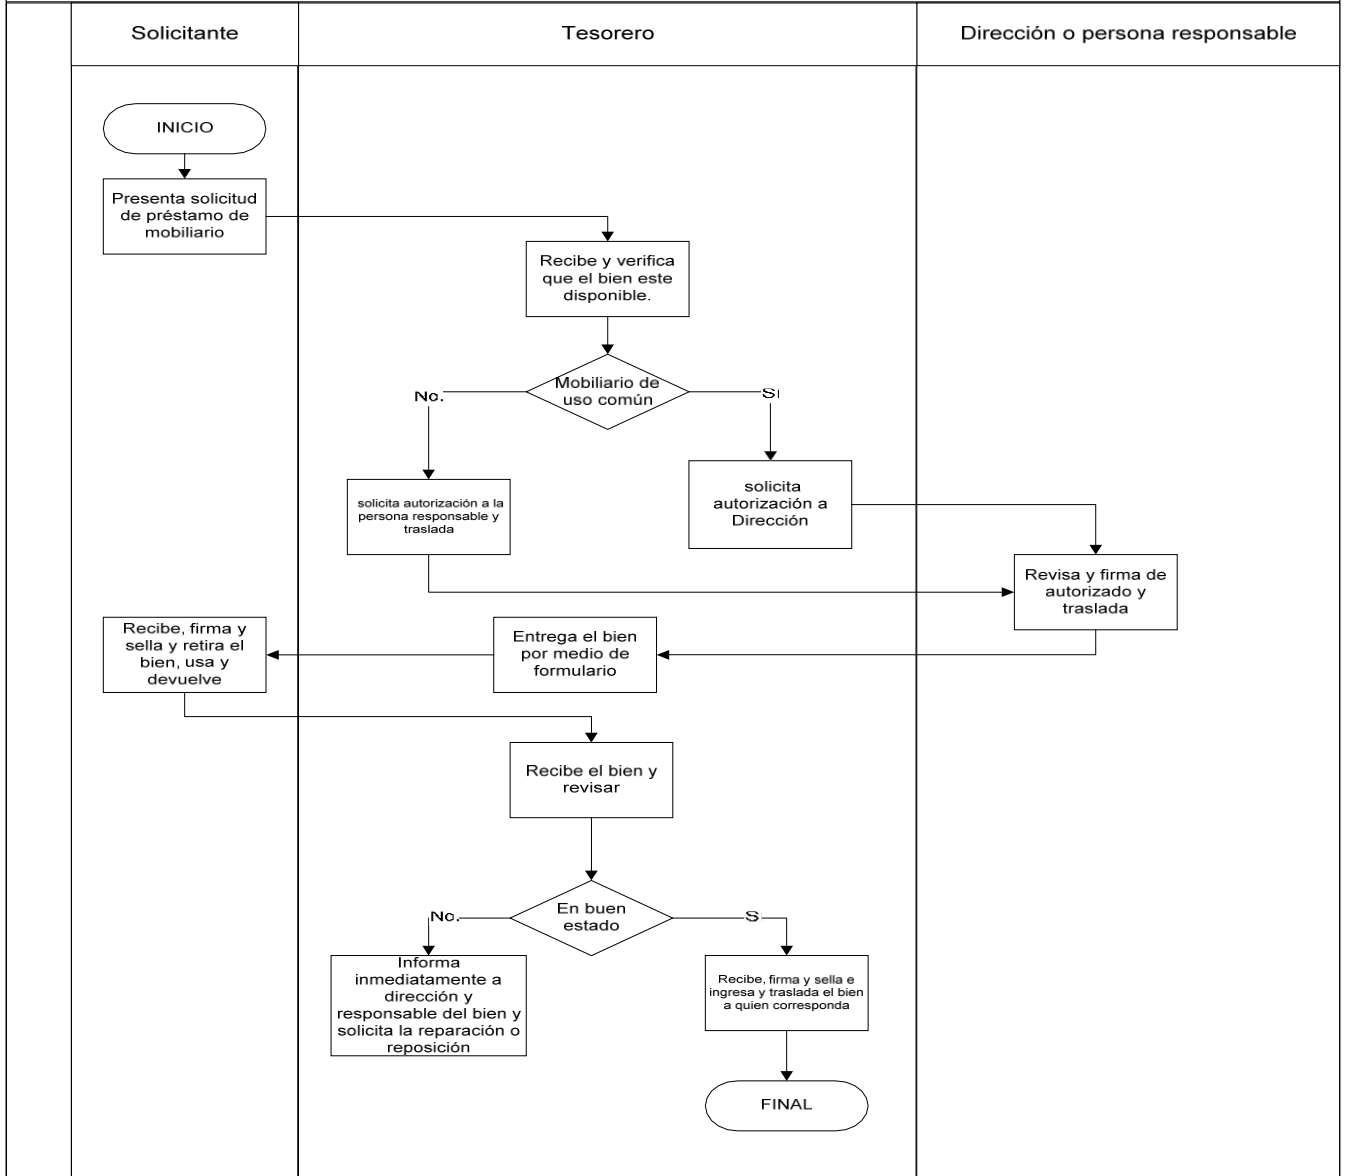 Solicitante
Tesorero
Dirección o persona responsable
INICIO
Presenta solicitud
de préstamo de
mobiliario
Recibe y verifica
que el bien este
disponible.
Mobiliario de
uso común
No.
Si
solicita autorización a la
persona responsable y
traslada
solicita
autorización a
Dirección
Revisa y firma de
autorizado y
traslada
Entrega el bien
por medio de
formulario
Recibe, firma y
sella y retira el
bien, usa y
devuelve
Recibe el bien y
revisar
En buen
estado
No.
Si
Informa
inmediatamente a
dirección y
responsable del bien y
solicita la reparación o
reposición
Recibe, firma y sella e
ingresa y traslada el bien
a quien corresponda
FINAL